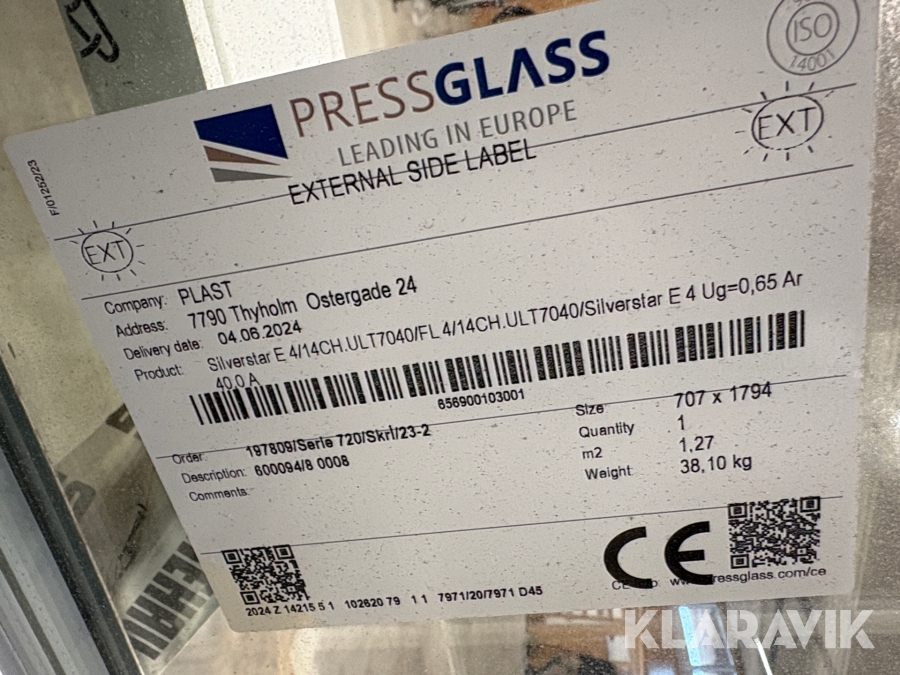 PRESSGLASS
LEADING IN EUROPE
EXTERNAL SIDE LABEL
ISO
14001
EXT
EXT
F/01252/23
Company: PLAST
Address: 7790 Thyholm Ostergade 24
Delivery date: 04.06.2024
Product: Silverstar E 4/14CH.ULT7040/FL 4/14CH.ULT7040/Silverstar E 4 Ug=0,65 Ar
40,0 A
656900103001
Order: 197809/Serie 720/Skrl/23-2
Description: 600094/8 0008
Comments:
Size 707 x 1794
Quantity 1
m2 1,27
Weight 38,10 kg
CE
www.pressglass.com/ce
2024 Z 14215 5 1 102620 79 1 1 7971/20/7971 D45
KLARAVIK